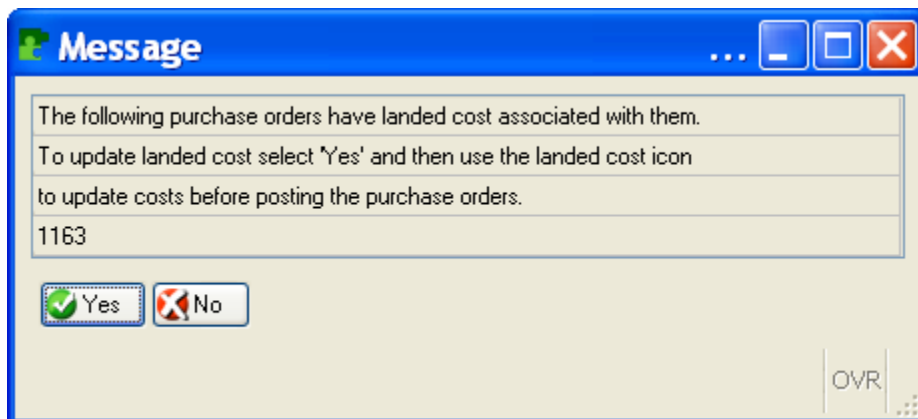 Message
...
The following purchase orders have landed cost associated with them.
To update landed cost select 'Yes' and then use the landed cost icon
to update costs before posting the purchase orders.
1163
Yes No
OVR